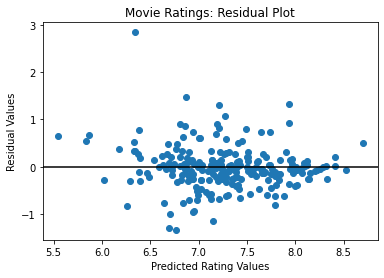 Movie Ratings: Residual Plot
Residual Values
3
2
1
0
−1
5.5 6.0 6.5 7.0 7.5 8.0 8.5
Predicted Rating Values